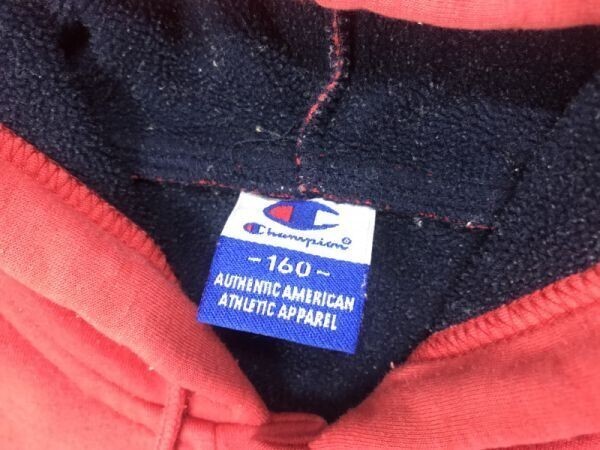 Champion®
- 160 -
AUTHENTIC AMERICAN
ATHLETIC APPAREL